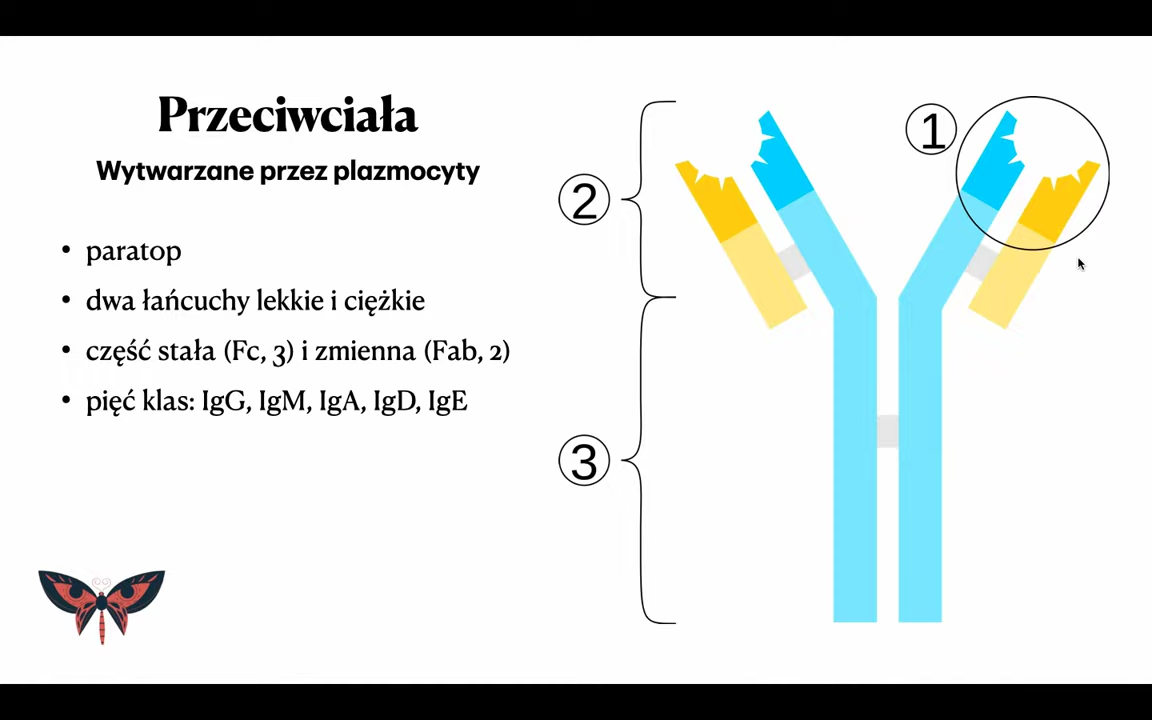 Przeciwciała
Wytwarzane przez plazmocyty
• paratop
• dwa łańcuchy lekkie i ciężkie
• część stała (Fc, 3) i zmienna (Fab, 2)
• pięć klas: IgG, IgM, IgA, IgD, IgE
1
2
3